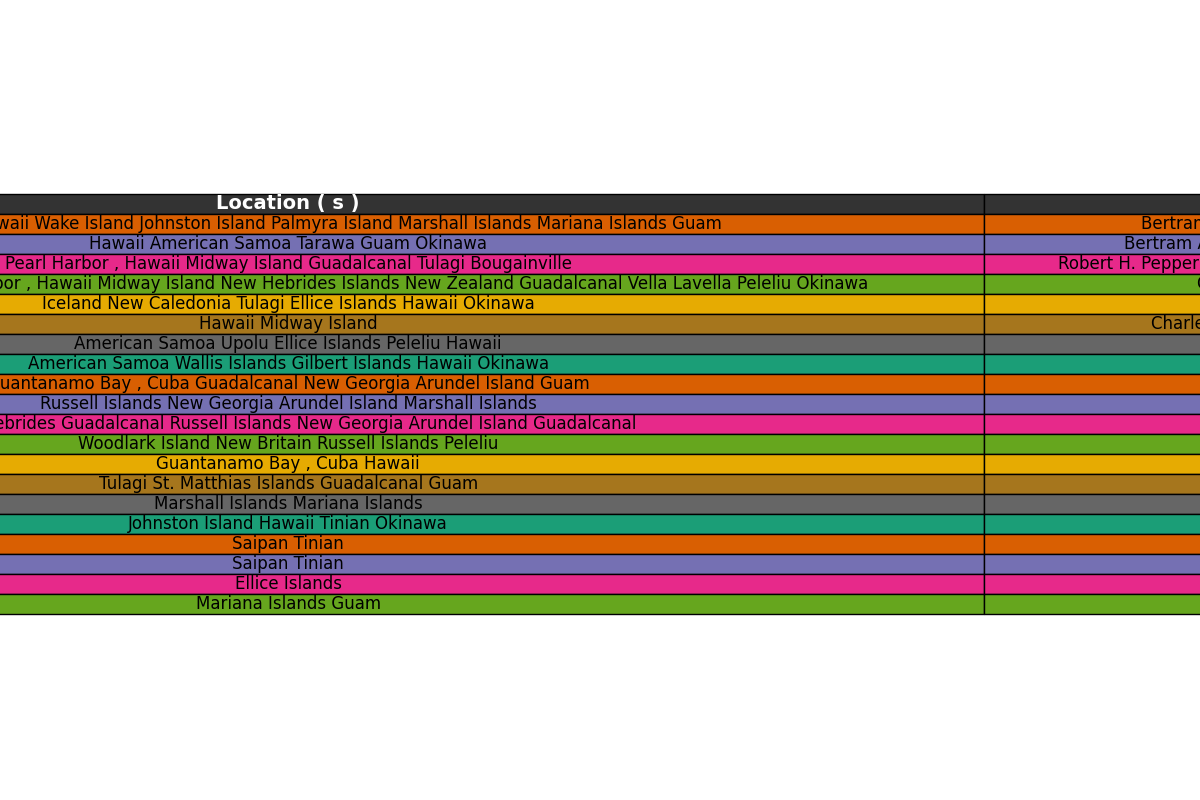 Location ( s )
Wake Island Johnston Island Palmyra Island Marshall Islands Mariana Islands Guam
Hawaii American Samoa Tarawa Guam Okinawa Bertram
Pearl Harbor , Hawaii Midway Island Guadalcanal Tulagi Bougainville Robert H. Pepper
, Hawaii Midway Island New Hebrides Islands New Zealand Guadalcanal Vella Lavella Peleliu Okinawa
Iceland New Caledonia Tulagi Ellice Islands Hawaii Okinawa
Hawaii Midway Island
American Samoa Upolu Ellice Islands Peleliu Hawaii
American Samoa Wallis Islands Gilbert Islands Hawaii Okinawa
Bay , Cuba Guadalcanal New Georgia Arundel Island Guam
Russell Islands New Georgia Arundel Island Marshall Islands
Guadalcanal Russell Islands New Georgia Arundel Island Guadalcanal
Woodlark Island New Britain Russell Islands Peleliu
Guantanamo Bay , Cuba Hawaii
Tulagi St. Matthias Islands Guadalcanal Guam
Marshall Islands Mariana Islands
Johnston Island Hawaii Tinian Okinawa
Saipan Tinian
Saipan Tinian
Ellice Islands
Mariana Islands Guam